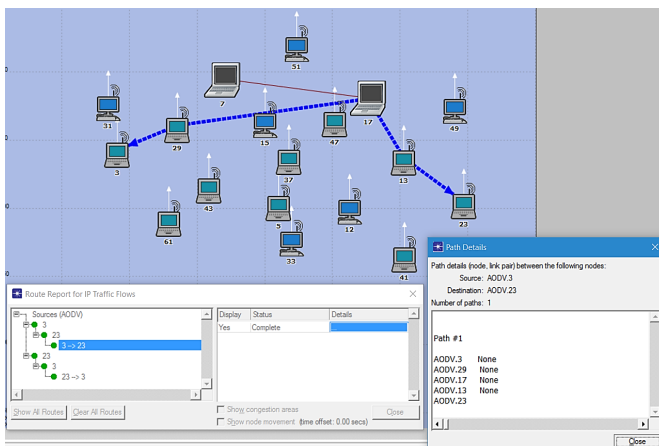 51
7
31
17
49
29
15
47
3
37
13
43
23
61
5
12
33
41
0
0
0
0
Route Report for IP Traffic Flows
Sources (AODV)
3
23
3 --> 23
23
3
23 --> 3
Display Status Details
Yes Complete
Show All Routes Clear All Routes
Show congestion areas
Show node movement (time offset: 0.00 secs)
Close
Path Details
Path details (node, link pair) between the following nodes:
Source: AODV.3
Destination: AODV.23
Number of paths: 1
Path #1
AODV.3 None
AODV.29 None
AODV.17 None
AODV.13 None
AODV.23
Close